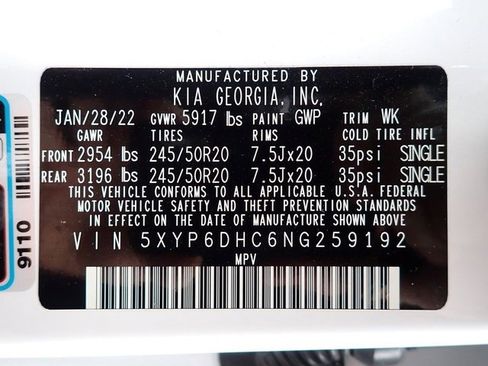 MANUFACTURED BY
KIA GEORGIA, INC.
JAN/28/22 GVWR 5917 lbs PAINT GWP TRIM WK
GAWR TIRES RIMS COLD TIRE INFL
FRONT 2954 lbs 245/50R20 7.5Jx20 35psi SINGLE
REAR 3196 lbs 245/50R20 7.5Jx20 35psi SINGLE
THIS VEHICLE CONFORMS TO ALL APPLICABLE U.S.A. FEDERAL
MOTOR VEHICLE SAFETY AND THEFT PREVENTION STANDARDS
IN EFFECT ON THE DATE OF MANUFACTURE SHOWN ABOVE
VIN 5XYP6DHC6NG259192
MPV
9110